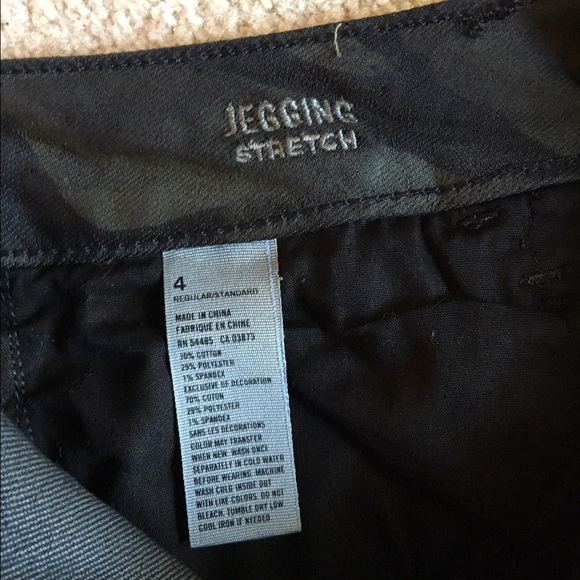 JEGGING
STRETCH
4
REGULAR/STANDARD
MADE IN CHINA
FABRIQUÉ EN CHINE
RN 54485 CA 03873
70% COTTON
29% POLYESTER
1% SPANDEX
EXCLUSIVE OF DECORATION
70% COTON
29% POLYESTER
1% SPANDEX
SANS LES DÉCORATIONS
COLOR MAY TRANSFER
WHEN NEW. WASH ONCE
SEPARATELY IN COLD WATER
BEFORE WEARING. MACHINE
WASH COLD INSIDE OUT
WITH LIKE COLORS. DO NOT
BLEACH. TUMBLE DRY LOW
COOL IRON IF NEEDED